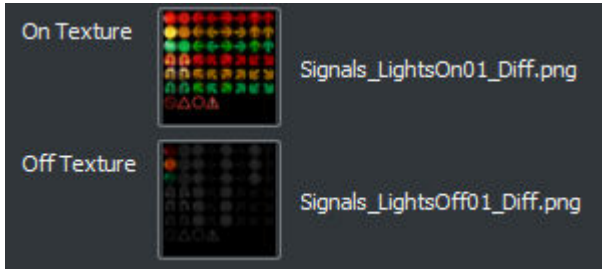 On Texture
Signals_LightsOn01_Diff.png
Off Texture
Signals_LightsOff01_Diff.png